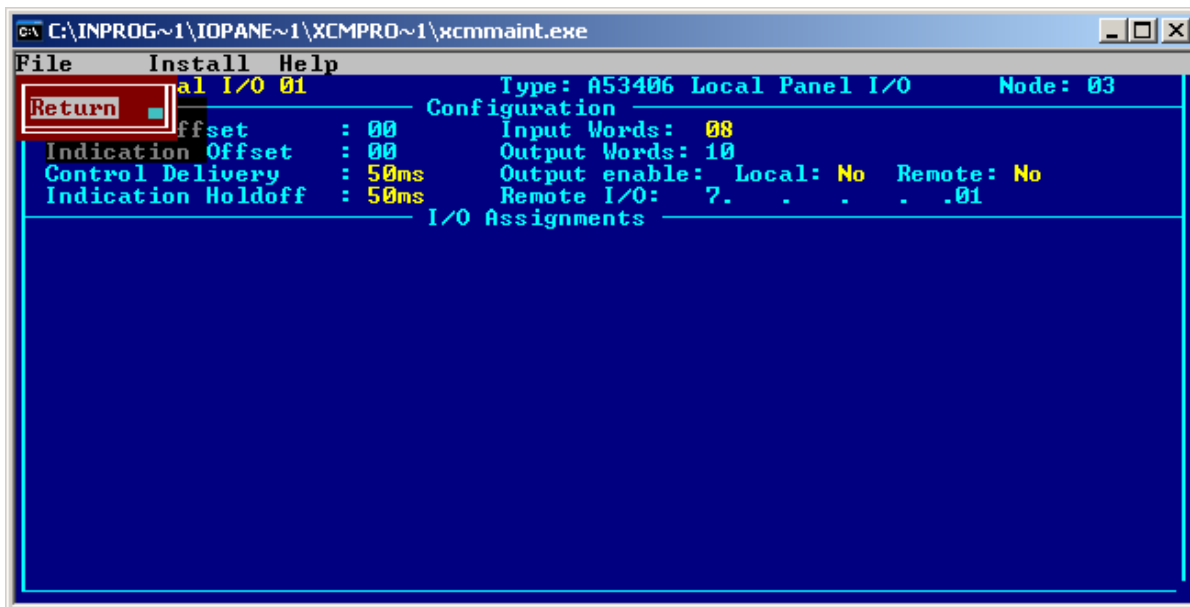 C:\INPROG~1\IOPANE~1\XCMPRO~1\xcmmaint.exe
File Install Help
al I/O 01 Type: A53406 Local Panel I/O Node: 03
Return Configuration
ffset : 00 Input Words: 08
Indication Offset : 00 Output Words: 10
Control Delivery : 50ms Output enable: Local: No Remote: No
Indication Holdoff : 50ms Remote I/O: 7. . . . .01
I/O Assignments